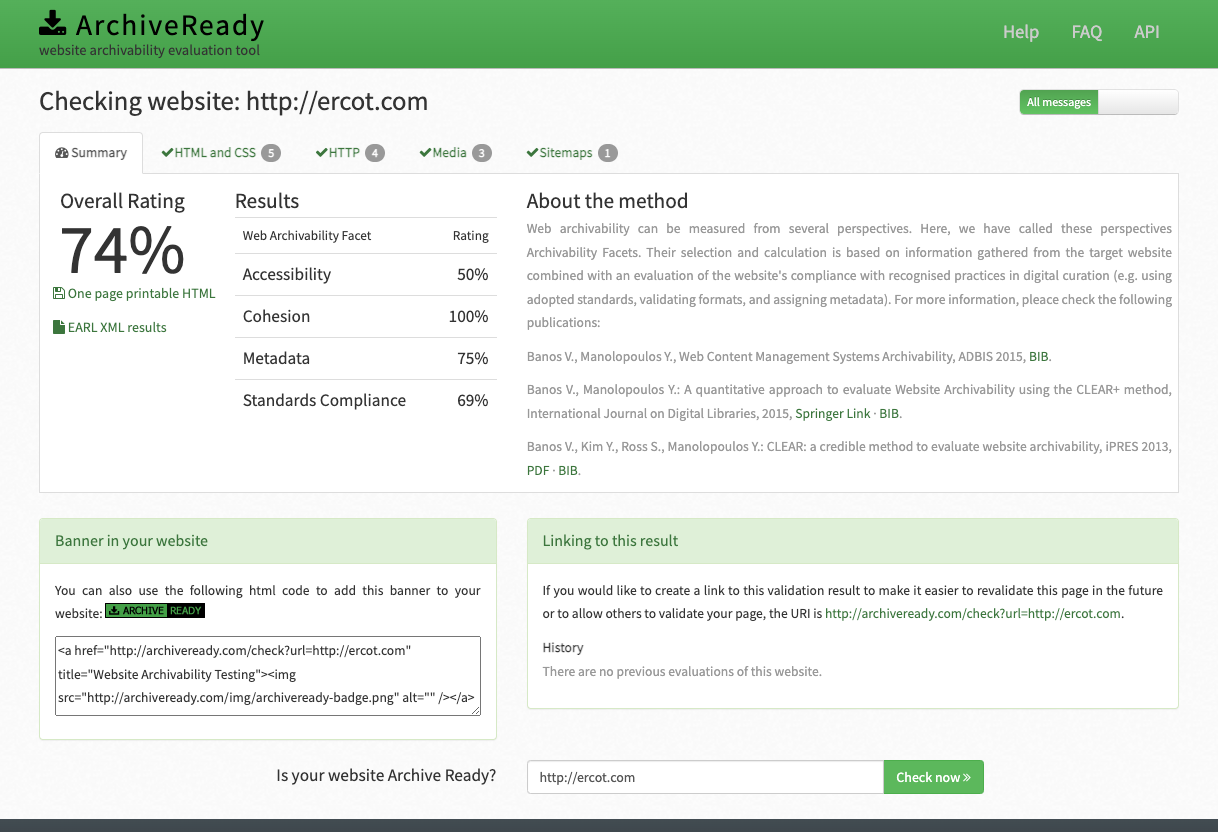 ArchiveReady
website archivability evaluation tool
Help FAQ API
Checking website: http://ercot.com
All messages
Summary HTML and CSS 5 HTTP 4 Media 3 Sitemaps 1
Overall Rating
74%
One page printable HTML
EARL XML results
Results
Web Archivability Facet Rating
Accessibility 50%
Cohesion 100%
Metadata 75%
Standards Compliance 69%
About the method
Web archivability can be measured from several perspectives. Here, we have called these perspectives
Archivability Facets. Their selection and calculation is based on information gathered from the target website
combined with an evaluation of the website's compliance with recognised practices in digital curation (e.g. using
adopted standards, validating formats, and assigning metadata). For more information, pleace check the following
publications:
Banos V., Manolopoulos Y., Web Content Management Systems Archivability, ADBIS 2015, BIB.
Banos V., Manolopoulos Y.: A quantitative approach to evaluate Website Archivability using the CLEAR+ method,
International Journal on Digital Libraries, 2015, Springer Link · BIB.
Banos V., Kim Y., Ross S., Manolopoulos Y.: CLEAR: a credible method to evaluate website archivability, iPRES 2013,
PDF · BIB.
Banner in your website
You can also use the following html code to add this banner to your
website: ARCHIVE READY
<a href="http://archiveready.com/check?url=http://ercot.com"
title="Website Archivability Testing"><img
src="http://archiveready.com/img/archiveready-badge.png" alt="" /></a>
Linking to this result
If you would like to create a link to this validation result to make it easier to revalidate this page in the future
or to allow others to validate your page, the URI is http://archiveready.com/check?url=http://ercot.com.
History
There are no previous evaluations of this website.
Is your website Archive Ready? http://ercot.com Check now »